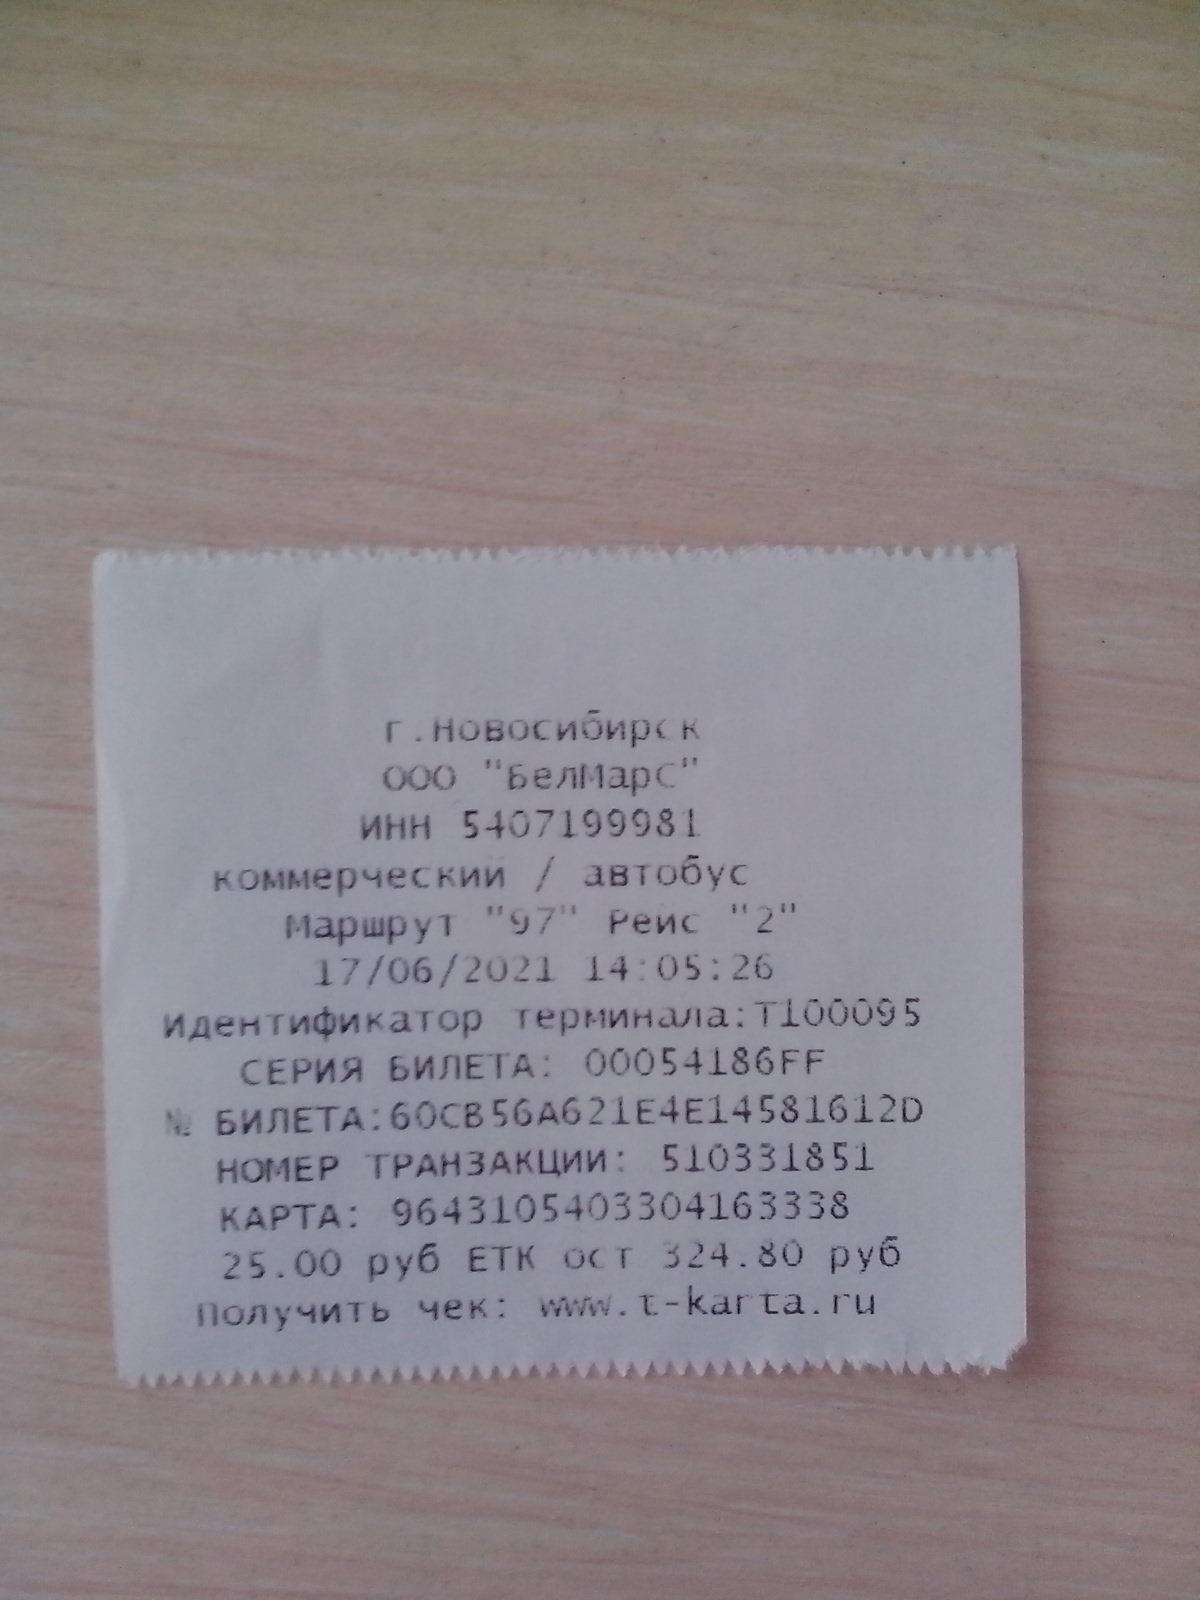 г.Новосибирск
ООО "БелМарС"
ИНН 5407199981
коммерческий / автобус
Маршрут "97" Рейс "2"
17/06/2021 14:05:26
Идентификатор терминала:T100095
СЕРИЯ БИЛЕТА: 00054186FF
№ БИЛЕТА:60CB56A621E4E14581612D
НОМЕР ТРАНЗАКЦИИ: 510331851
КАРТА: 9643105403304163338
25.00 руб ЕТК ост 324.80 руб
Получить чек: www.t-karta.ru